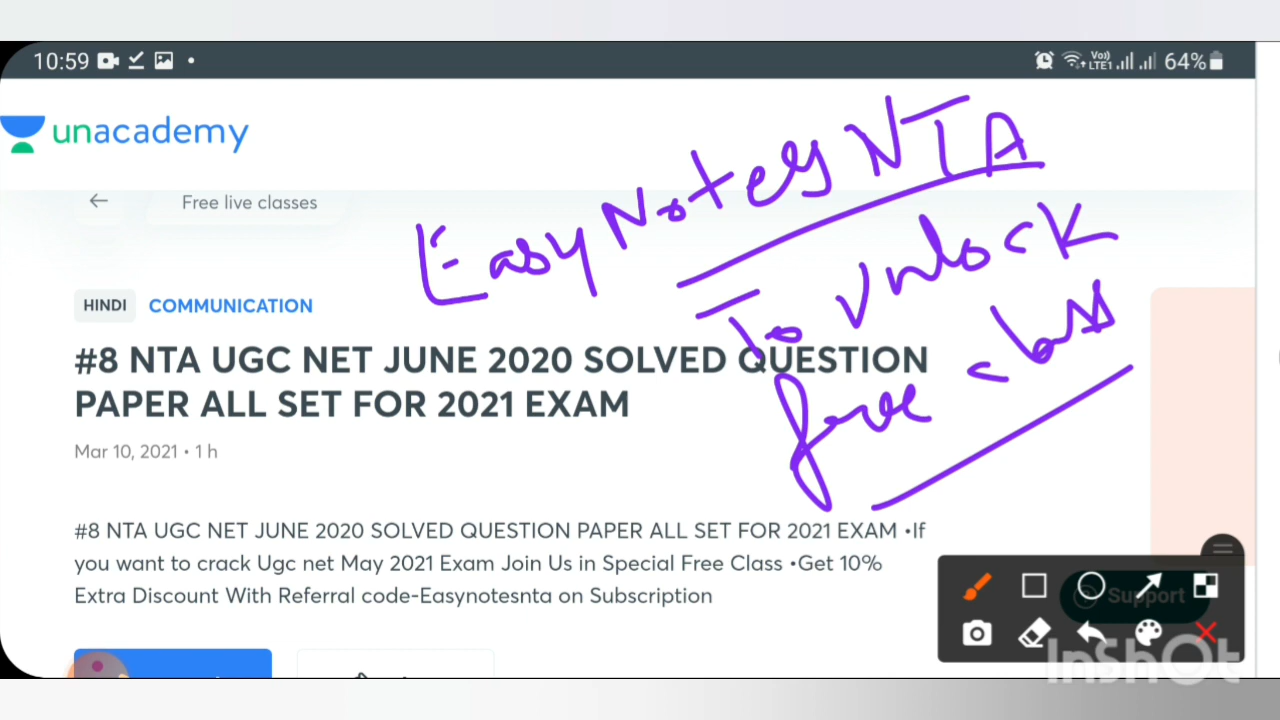 10:59 Vo)) LTE1 64%
unacademy
Free live classes
EasyNotesNTA
To Unlock
free class
HINDI COMMUNICATION
#8 NTA UGC NET JUNE 2020 SOLVED QUESTION
PAPER ALL SET FOR 2021 EXAM
Mar 10, 2021 • 1 h
#8 NTA UGC NET JUNE 2020 SOLVED QUESTION PAPER ALL SET FOR 2021 EXAM •If
you want to crack Ugc net May 2021 Exam Join Us in Special Free Class •Get 10%
Extra Discount With Referral code-Easynotesnta on Subscription
Support
InShOt